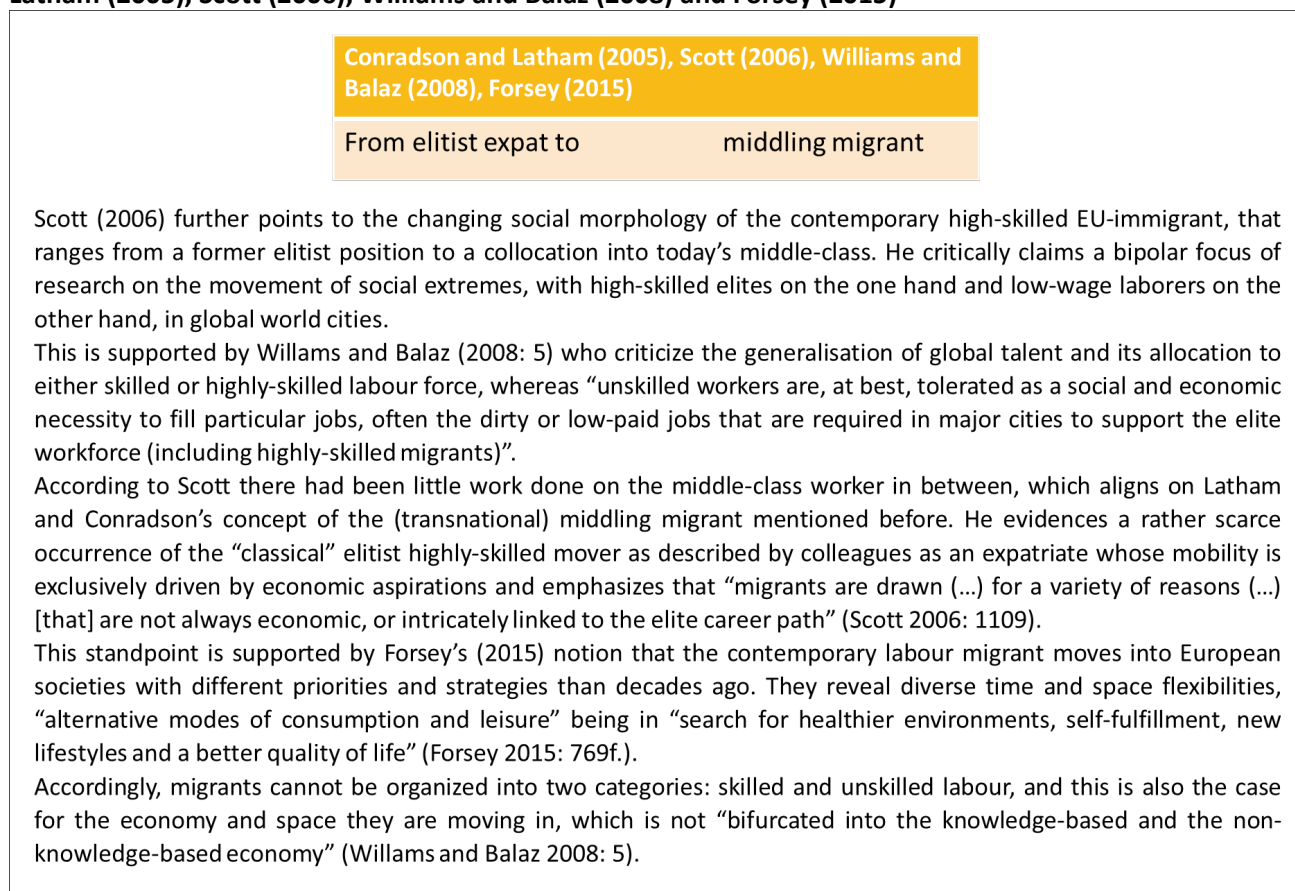 Latham (2005), Scott (2006), Williams and Balaz (2008) and Forsey (2015)
Conradson and Latham (2005), Scott (2006), Williams and
Balaz (2008), Forsey (2015)
From elitist expat to middling migrant
Scott (2006) further points to the changing social morphology of the contemporary high-skilled EU-immigrant, that
ranges from a former elitist position to a collocation into today’s middle-class. He critically claims a bipolar focus of
research on the movement of social extremes, with high-skilled elites on the one hand and low-wage laborers on the
other hand, in global world cities.
This is supported by Willams and Balaz (2008: 5) who criticize the generalisation of global talent and its allocation to
either skilled or highly-skilled labour force, whereas “unskilled workers are, at best, tolerated as a social and economic
necessity to fill particular jobs, often the dirty or low-paid jobs that are required in major cities to support the elite
workforce (including highly-skilled migrants)”.
According to Scott there had been little work done on the middle-class worker in between, which aligns on Latham
and Conradson’s concept of the (transnational) middling migrant mentioned before. He evidences a rather scarce
occurrence of the “classical” elitist highly-skilled mover as described by colleagues as an expatriate whose mobility is
exclusively driven by economic aspirations and emphasizes that “migrants are drawn (…) for a variety of reasons (…)
[that] are not always economic, or intricately linked to the elite career path” (Scott 2006: 1109).
This standpoint is supported by Forsey’s (2015) notion that the contemporary labour migrant moves into European
societies with different priorities and strategies than decades ago. They reveal diverse time and space flexibilities,
“alternative modes of consumption and leisure” being in “search for healthier environments, self-fulfillment, new
lifestyles and a better quality of life” (Forsey 2015: 769f.).
Accordingly, migrants cannot be organized into two categories: skilled and unskilled labour, and this is also the case
for the economy and space they are moving in, which is not “bifurcated into the knowledge-based and the non-
knowledge-based economy” (Willams and Balaz 2008: 5).